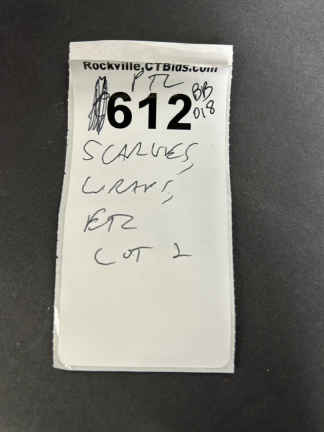 Rockville,CTBids.com
PTL
612
BB
018
SCARVES,
WRAPS,
ETC
LOT 2